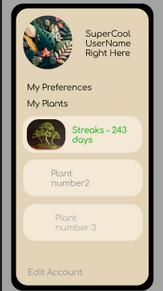 SuperCool
UserName
Right Here
My Preferences
My Plants
Streaks - 243
days
Plant
number2
Plant
number 3
Edit Account